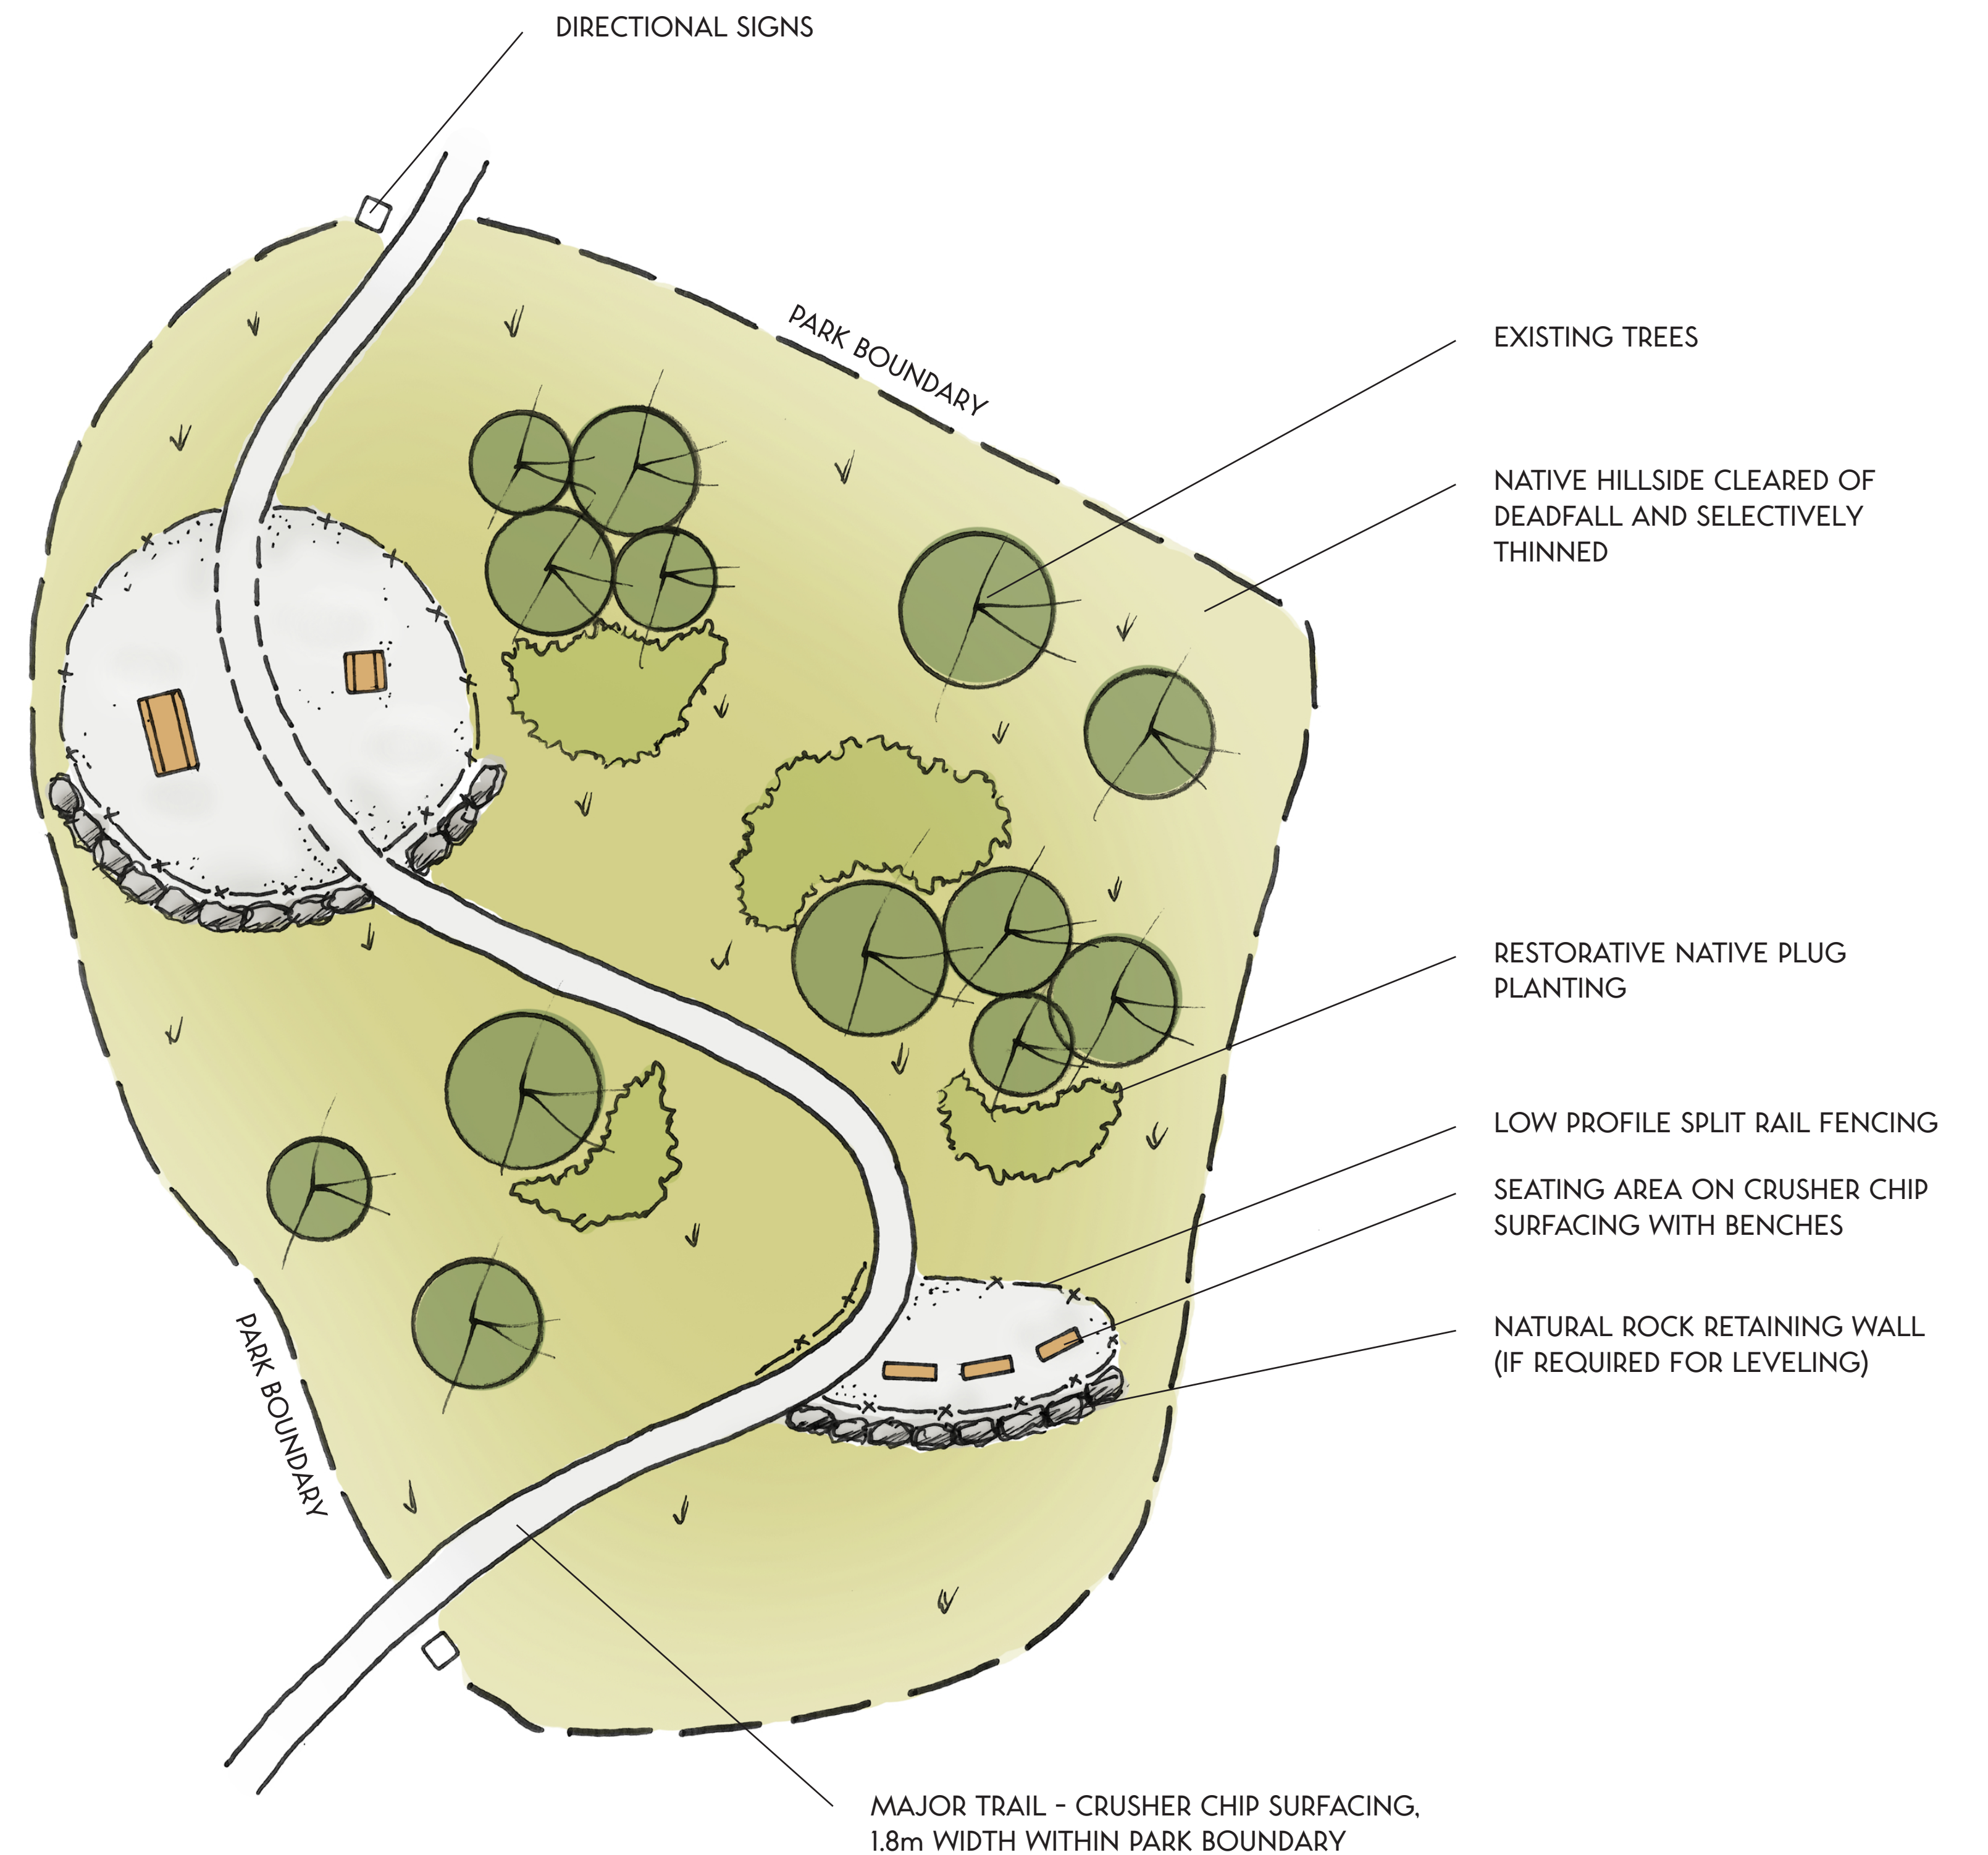 DIRECTIONAL SIGNS
PARK BOUNDARY
EXISTING TREES
NATIVE HILLSIDE CLEARED OF
DEADFALL AND SELECTIVELY
THINNED
RESTORATIVE NATIVE PLUG
PLANTING
LOW PROFILE SPLIT RAIL FENCING
SEATING AREA ON CRUSHER CHIP
SURFACING WITH BENCHES
NATURAL ROCK RETAINING WALL
(IF REQUIRED FOR LEVELING)
PARK BOUNDARY
MAJOR TRAIL - CRUSHER CHIP SURFACING,
1.8m WIDTH WITHIN PARK BOUNDARY